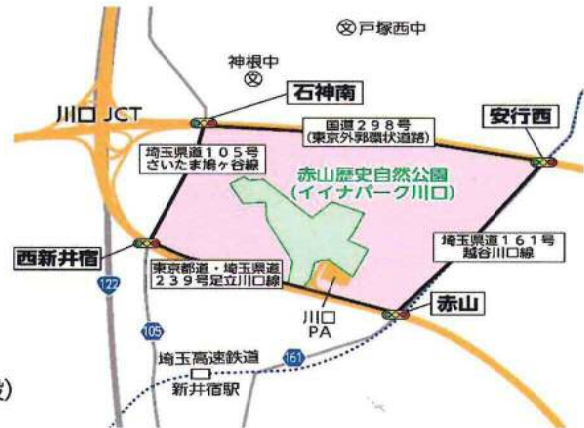 戸塚西中
神根中
石神南
川口 JCT
国道298号
(東京外郭環状道路)
安行西
埼玉県道105号
さいたま鳩ヶ谷線
赤山歴史自然公園
(イイナパーク川口)
埼玉県道161号
越谷川口線
西新井宿
東京都道・埼玉県道
239号足立川口線
赤山
川口
PA
122
105
161
埼玉高速鉄道
新井宿駅
)